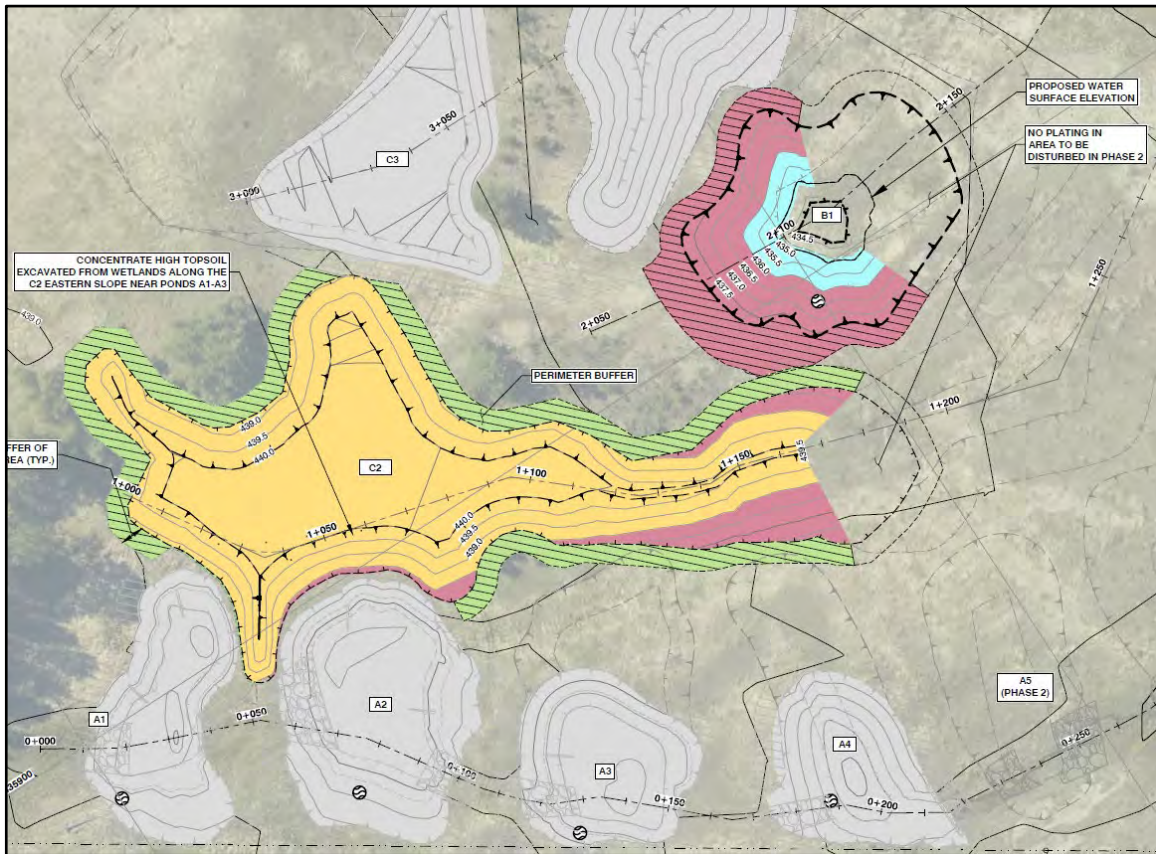 PROPOSED WATER
SURFACE ELEVATION
NO PLATING IN
AREA TO BE
DISTURBED IN PHASE 2
2+150
3+050
C3
3+000
B1
2+100
434.5
435.0
435.5
436.0
436.5
437.0
437.5
2+050
1+250
CONCENTRATE HIGH TOPSOIL
EXCAVATED FROM WETLANDS ALONG THE
C2 EASTERN SLOPE NEAR PONDS A1-A3
439.0
PERIMETER BUFFER
1+200
439.0
439.5
440.0
FFER OF
EA (TYP.)
C2
1+000
1+050
1+100
1+150
439.5
440.0
439.5
439.0
A5
(PHASE 2)
A1
A2
A3
A4
0+000
0+050
0+100
0+150
0+200
0+250
35900